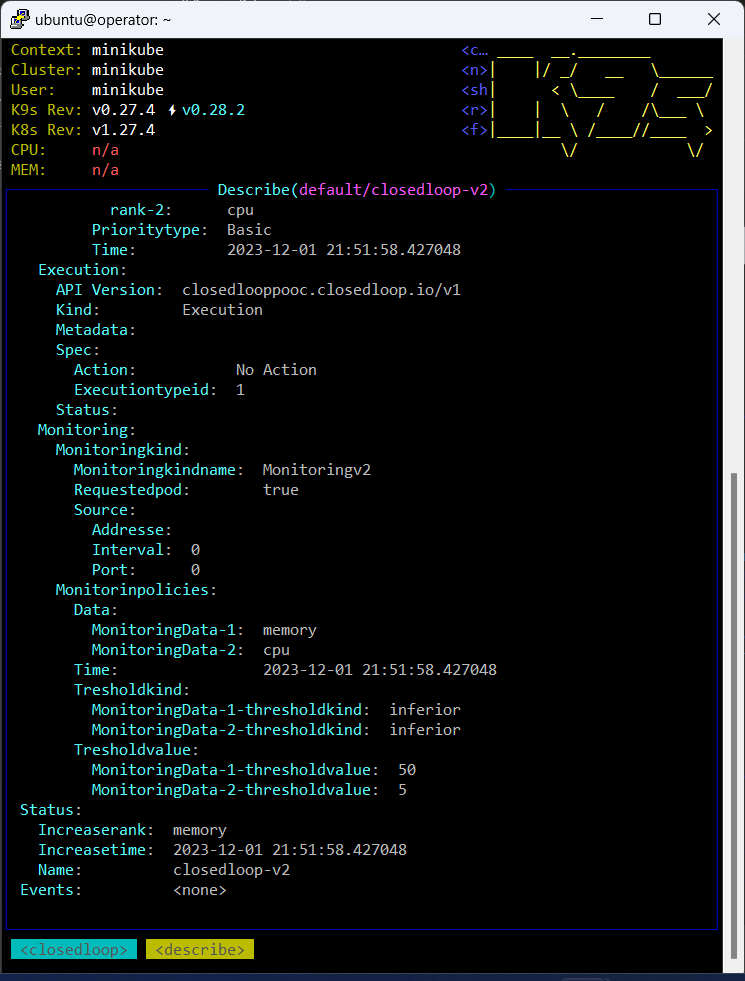 ubuntu@operator: ~
Context: minikube <c…
Cluster: minikube <n>
User: minikube <sh
K9s Rev: v0.27.4 ⚡v0.28.2 <r>
K8s Rev: v1.27.4 <f>
CPU: n/a
MEM: n/a
Describe(default/closedloop-v2)
rank-2: cpu
Prioritytype: Basic
Time: 2023-12-01 21:51:58.427048
Execution:
API Version: closedlooppooc.closedloop.io/v1
Kind: Execution
Metadata:
Spec:
Action: No Action
Executiontypeid: 1
Status:
Monitoring:
Monitoringkind:
Monitoringkindname: Monitoringv2
Requestedpod: true
Source:
Addresse:
Interval: 0
Port: 0
Monitorinpolicies:
Data:
MonitoringData-1: memory
MonitoringData-2: cpu
Time: 2023-12-01 21:51:58.427048
Tresholdkind:
MonitoringData-1-thresholdkind: inferior
MonitoringData-2-thresholdkind: inferior
Tresholdvalue:
MonitoringData-1-thresholdvalue: 50
MonitoringData-2-thresholdvalue: 5
Status:
Increaserank: memory
Increasetime: 2023-12-01 21:51:58.427048
Name: closedloop-v2
Events: <none>
<closedloop> <describe>